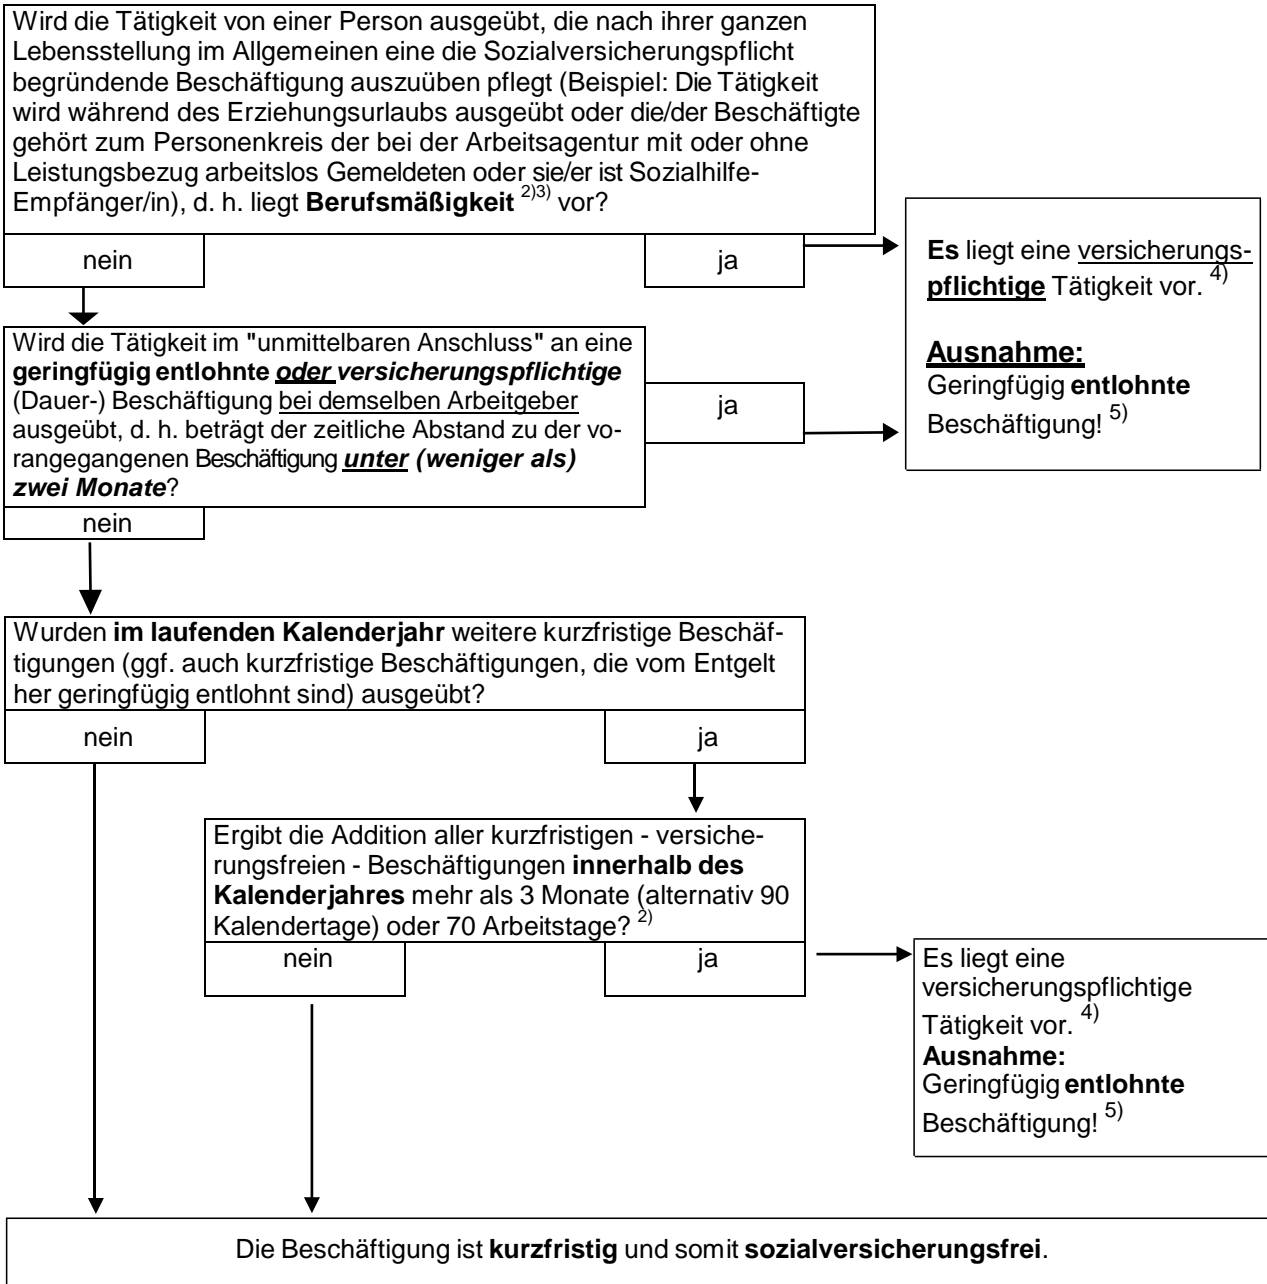 Wird die Tätigkeit von einer Person ausgeübt, die nach ihrer ganzen
Lebensstellung im Allgemeinen eine die Sozialversicherungspflicht
begründende Beschäftigung auszuüben pflegt (Beispiel: Die Tätigkeit
wird während des Erziehungsurlaubs ausgeübt oder die/der Beschäftigte
gehört zum Personenkreis der bei der Arbeitsagentur mit oder ohne
Leistungsbezug arbeitslos Gemeldeten oder sie/er ist Sozialhilfe-
Empfänger/in), d. h. liegt Berufsmäßigkeit 2)3) vor?
nein
ja
Es liegt eine versicherungs-
pflichtige Tätigkeit vor. 4)
Ausnahme:
Geringfügig entlohnte
Beschäftigung! 5)
Wird die Tätigkeit im "unmittelbaren Anschluss" an eine
geringfügig entlohnte oder versicherungspflichtige
(Dauer-) Beschäftigung bei demselben Arbeitgeber
ausgeübt, d. h. beträgt der zeitliche Abstand zu der vo-
rangegangenen Beschäftigung unter (weniger als)
zwei Monate?
ja
nein
Wurden im laufenden Kalenderjahr weitere kurzfristige Beschäf-
tigungen (ggf. auch kurzfristige Beschäftigungen, die vom Entgelt
her geringfügig entlohnt sind) ausgeübt?
nein
ja
Ergibt die Addition aller kurzfristigen - versiche-
rungsfreien - Beschäftigungen innerhalb des
Kalenderjahres mehr als 3 Monate (alternativ 90
Kalendertage) oder 70 Arbeitstage? 2)
nein
ja
Es liegt eine
versicherungspflichtige
Tätigkeit vor. 4)
Ausnahme:
Geringfügig entlohnte
Beschäftigung! 5)
Die Beschäftigung ist kurzfristig und somit sozialversicherungsfrei.